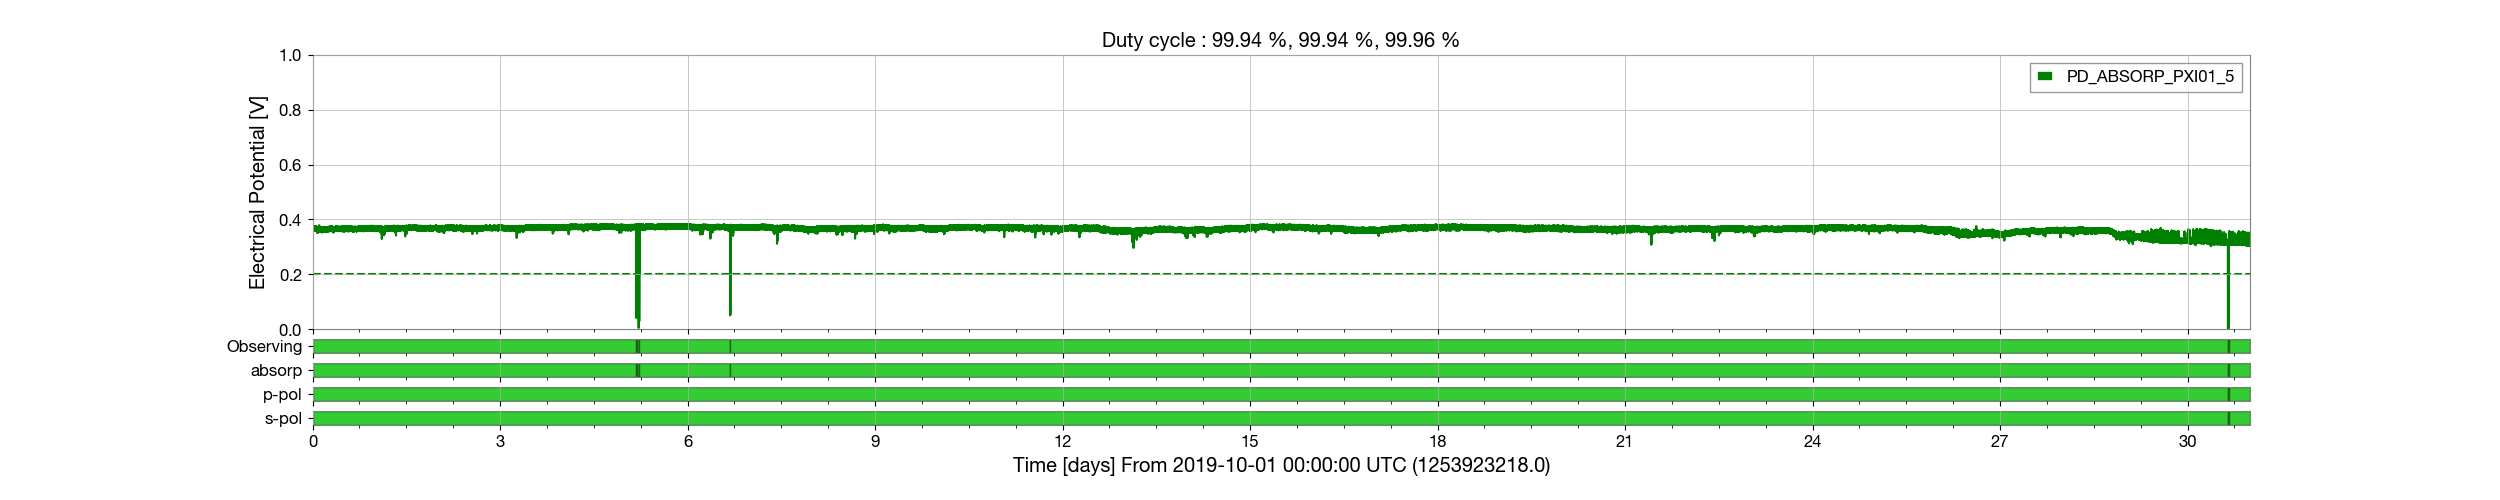 Duty cycle : 99.94 %, 99.94 %, 99.96 %
Electrical Potential [V]
1.0
0.8
0.6
0.4
0.2
0.0
PD_ABSORP_PXI01_5
Observing
absorp
p-pol
s-pol
0 3 6 9 12 15 18 21 24 27 30
Time [days] From 2019-10-01 00:00:00 UTC (1253923218.0)